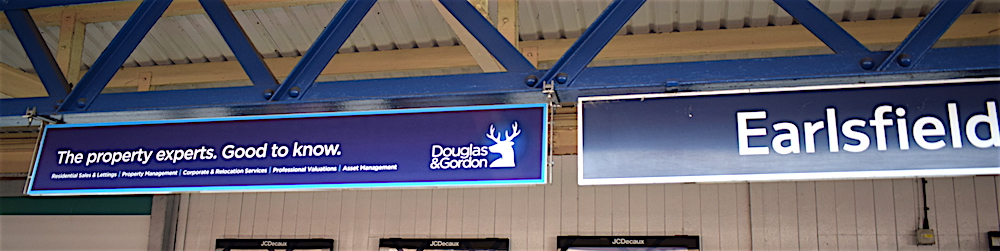 The property experts. Good to know.
Residential Sales & Lettings | Property Management | Corporate & Relocation Services | Professional Valuations | Asset Management
Douglas
&Gordon
Earlsfield
JCDecaux
JCDecaux
JCDecaux